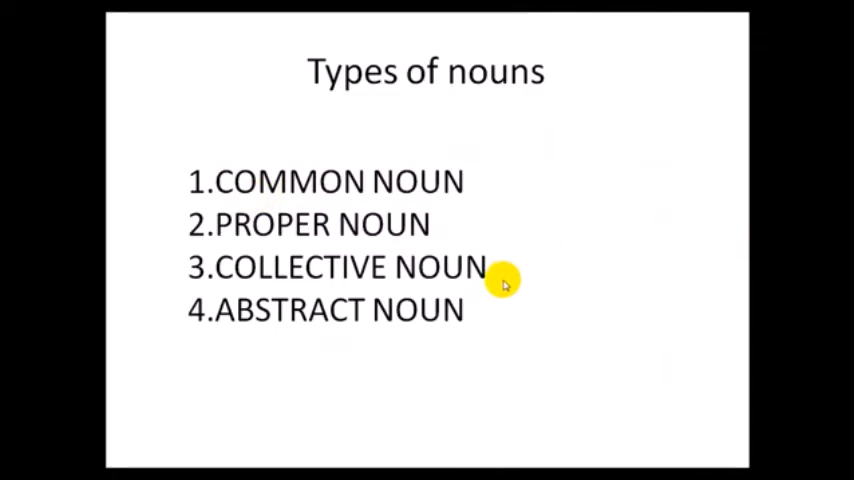 Types of nouns
1.COMMON NOUN
2.PROPER NOUN
3.COLLECTIVE NOUN
4.ABSTRACT NOUN